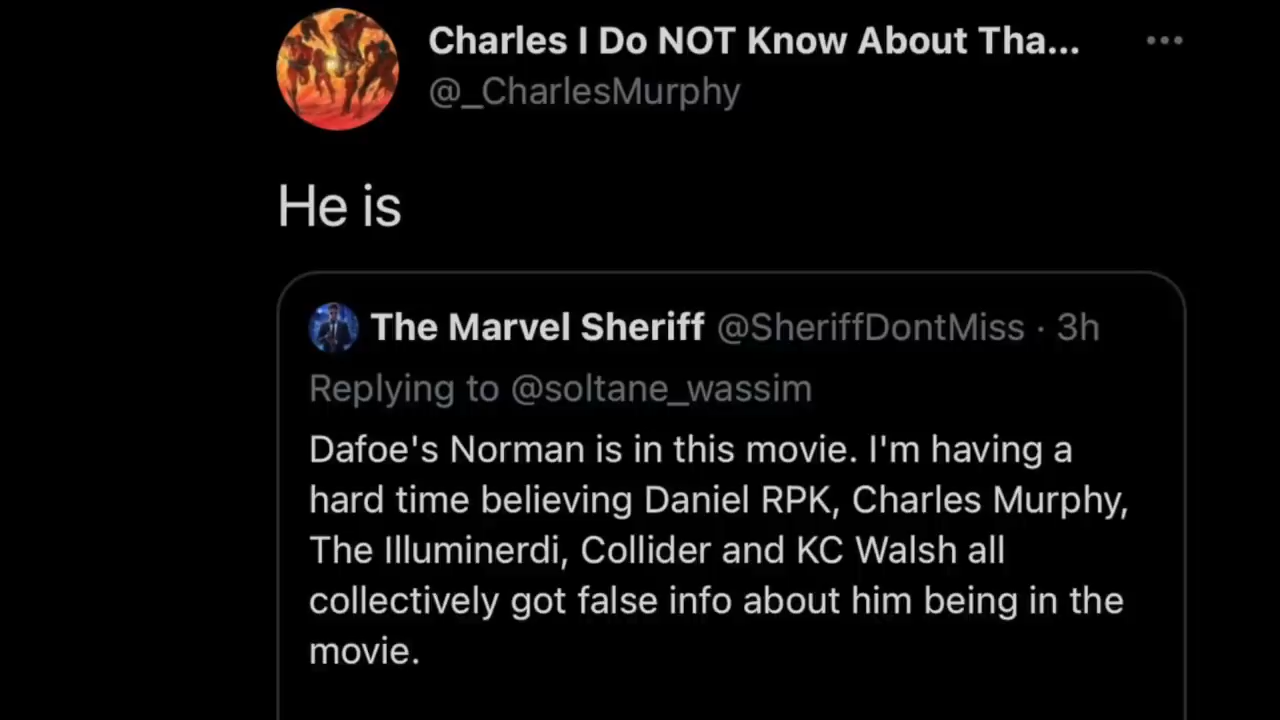 Charles I Do NOT Know About Tha...
@_CharlesMurphy
He is
The Marvel Sheriff @SheriffDontMiss · 3h
Replying to @soltane_wassim
Dafoe's Norman is in this movie. I'm having a
hard time believing Daniel RPK, Charles Murphy,
The Illuminerdi, Collider and KC Walsh all
collectively got false info about him being in the
movie.